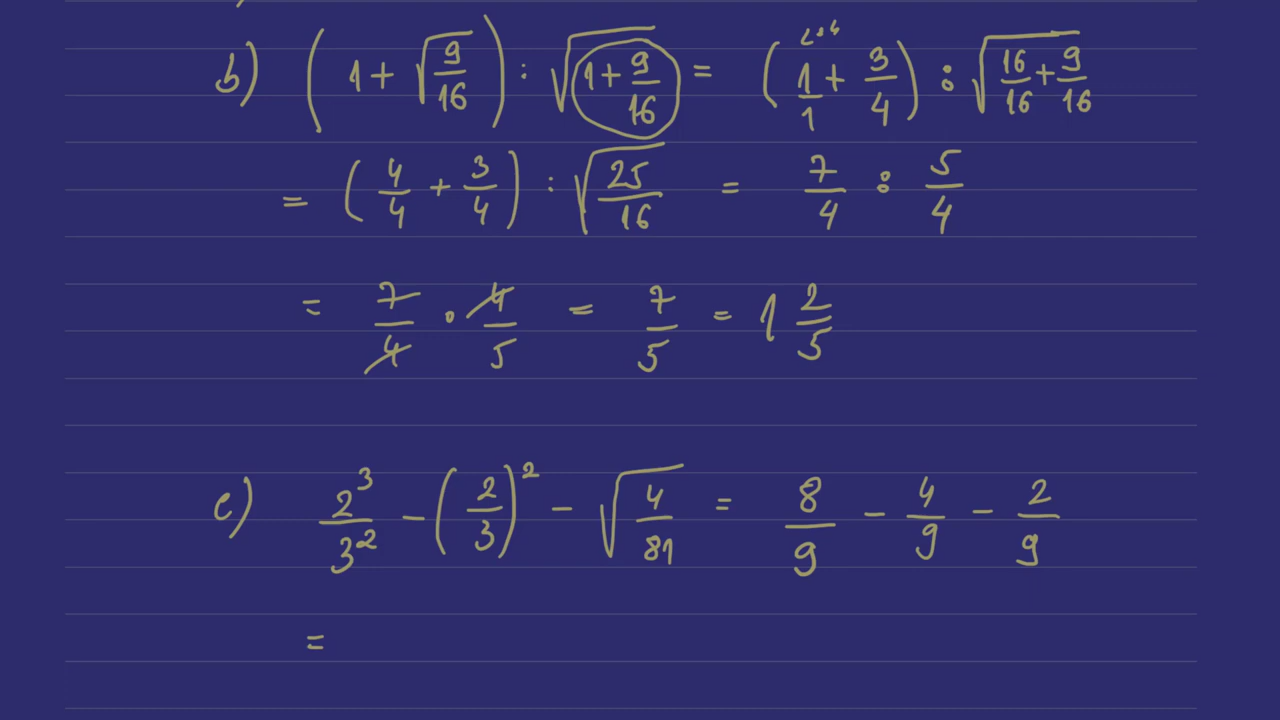 b) (1 + √(9/16)) : √(1 + 9/16) = (1/1 + 3/4) : √(16/16 + 9/16)
= (4/4 + 3/4) : √(25/16) = 7/4 : 5/4
= 7/4 · 4/5 = 7/5 = 1 2/5
c) 2³/3² - (2/3)² - √(4/81) = 8/9 - 4/9 - 2/9
=